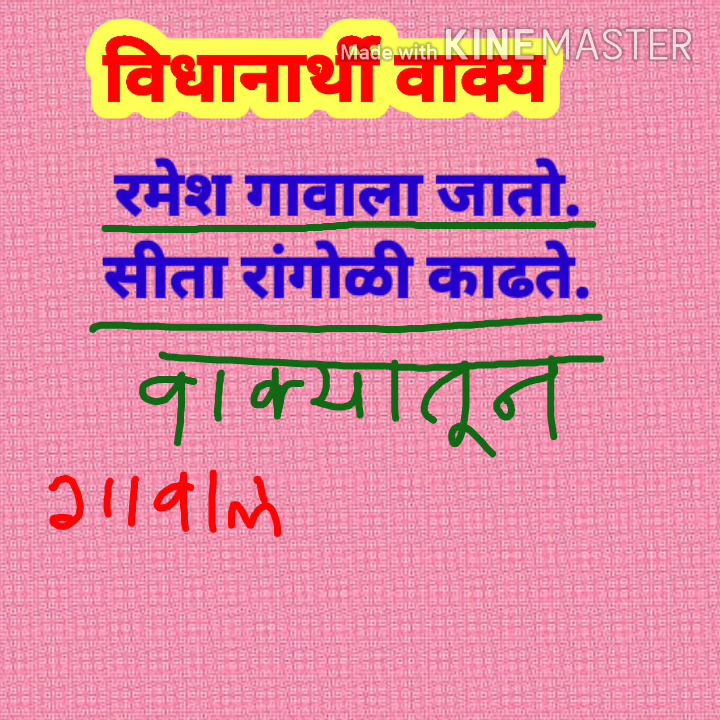 विधानार्थी वाक्य
Made with KINEMASTER
रमेश गावाला जातो.
सीता रांगोळी काढते.
वाक्यातून
गावाल